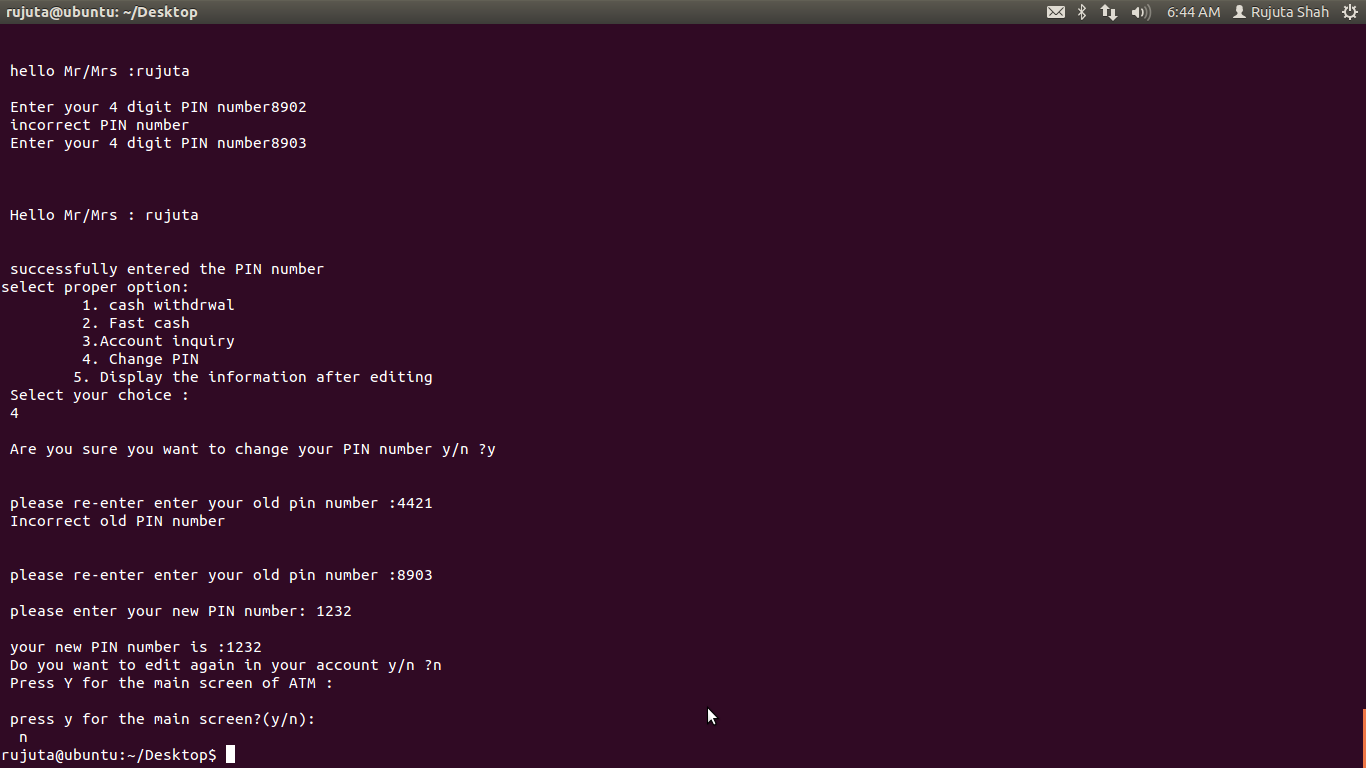 rujuta@ubuntu: ~/Desktop 6:44 AM Rujuta Shah
hello Mr/Mrs :rujuta
Enter your 4 digit PIN number8902
incorrect PIN number
Enter your 4 digit PIN number8903
Hello Mr/Mrs : rujuta
successfully entered the PIN number
select proper option:
1. cash withdrwal
2. Fast cash
3.Account inquiry
4. Change PIN
5. Display the information after editing
Select your choice :
4
Are you sure you want to change your PIN number y/n ?y
please re-enter enter your old pin number :4421
Incorrect old PIN number
please re-enter enter your old pin number :8903
please enter your new PIN number: 1232
your new PIN number is :1232
Do you want to edit again in your account y/n ?n
Press Y for the main screen of ATM :
press y for the main screen?(y/n):
n
rujuta@ubuntu:~/Desktop$